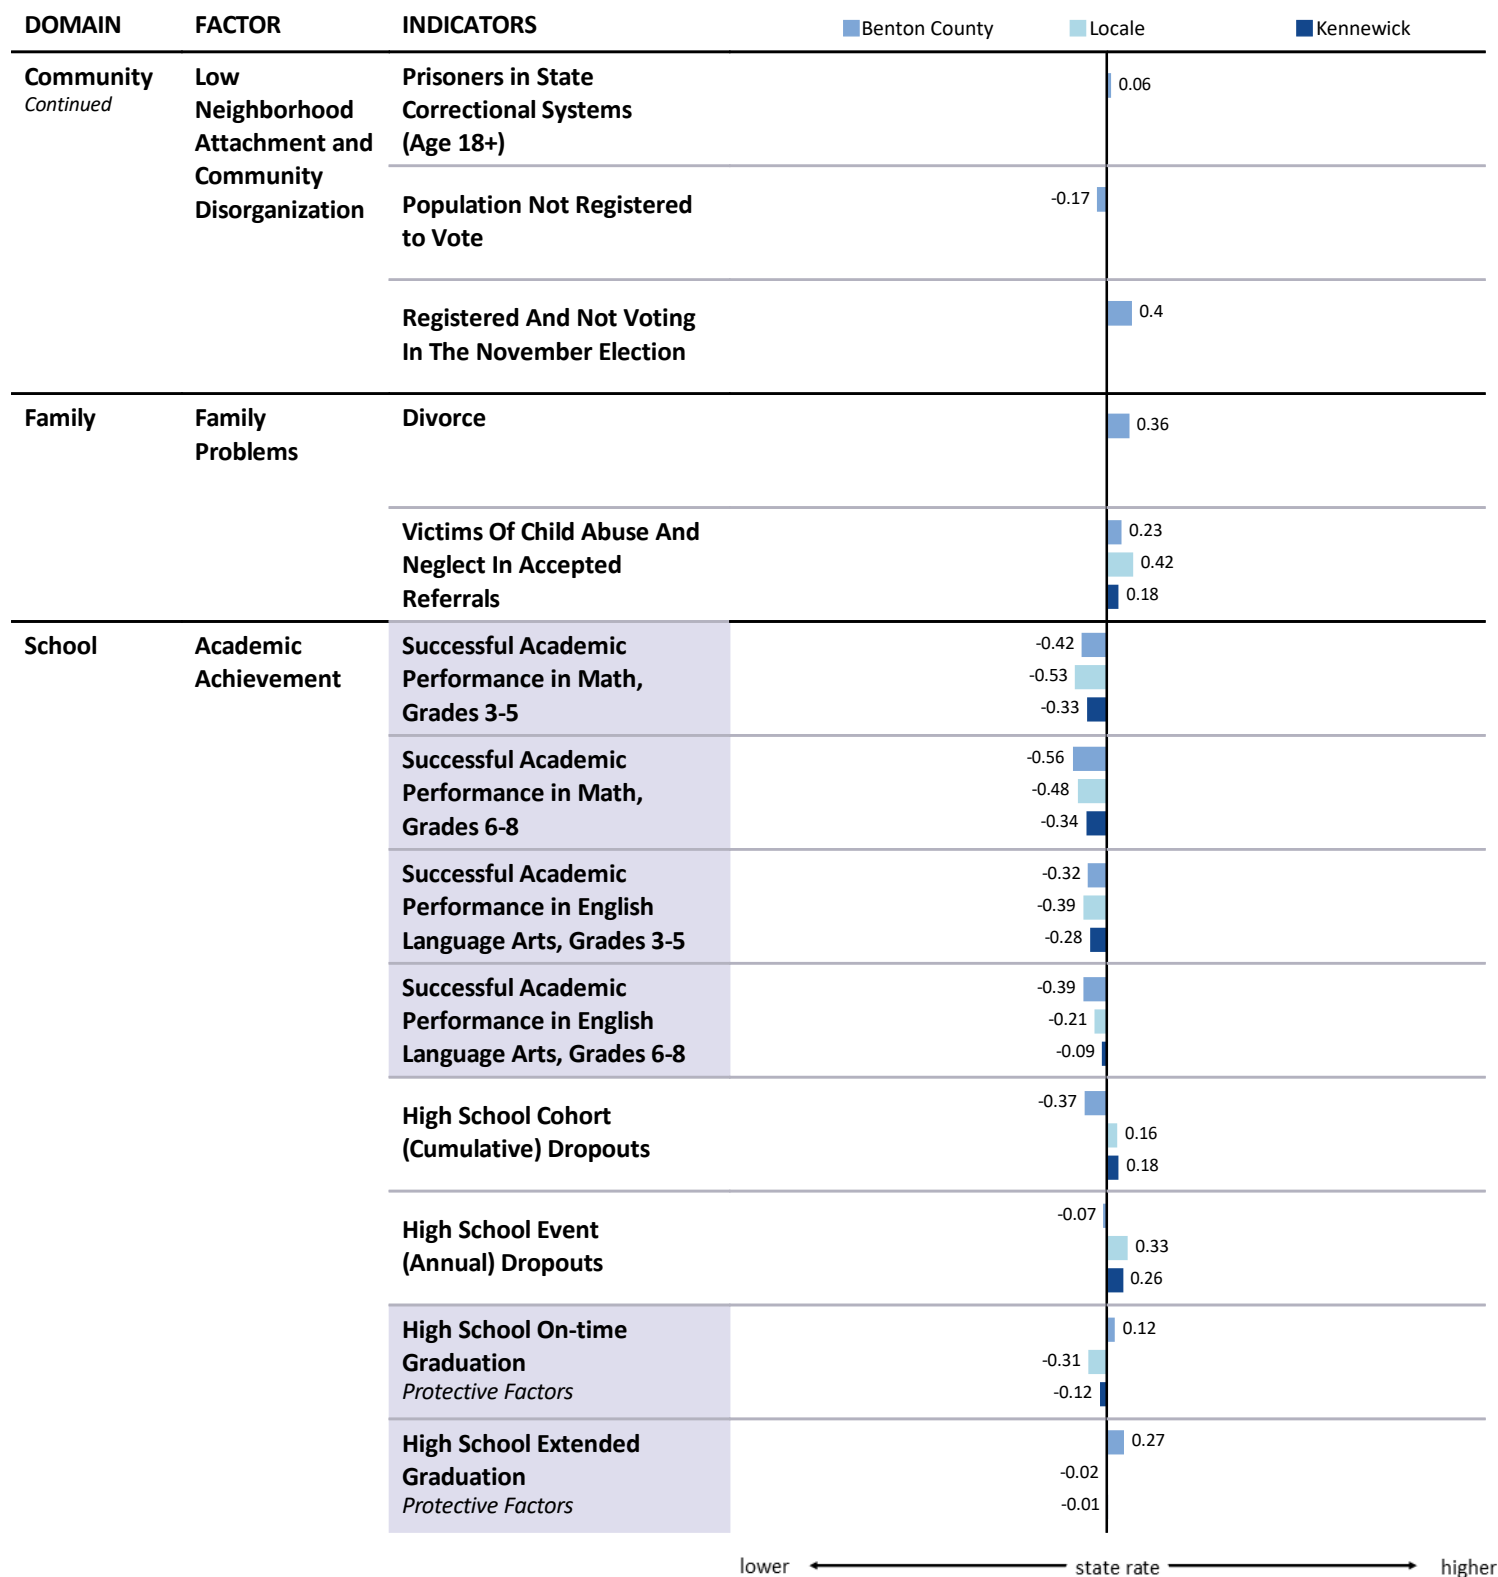 DOMAIN FACTOR INDICATORS Benton County Locale Kennewick
Community
Continued
Low
Neighborhood
Attachment and
Community
Disorganization
Prisoners in State
Correctional Systems
(Age 18+)
0.06
Population Not Registered
to Vote
-0.17
Registered And Not Voting
In The November Election
0.4
Family
Family
Problems
Divorce
0.36
Victims Of Child Abuse And
Neglect In Accepted
Referrals
0.23
0.42
0.18
School
Academic
Achievement
Successful Academic
Performance in Math,
Grades 3-5
-0.42
-0.53
-0.33
Successful Academic
Performance in Math,
Grades 6-8
-0.56
-0.48
-0.34
Successful Academic
Performance in English
Language Arts, Grades 3-5
-0.32
-0.39
-0.28
Successful Academic
Performance in English
Language Arts, Grades 6-8
-0.39
-0.21
-0.09
High School Cohort
(Cumulative) Dropouts
-0.37
0.16
0.18
High School Event
(Annual) Dropouts
-0.07
0.33
0.26
High School On-time
Graduation
Protective Factors
0.12
-0.31
-0.12
High School Extended
Graduation
Protective Factors
0.27
-0.02
-0.01
lower state rate higher